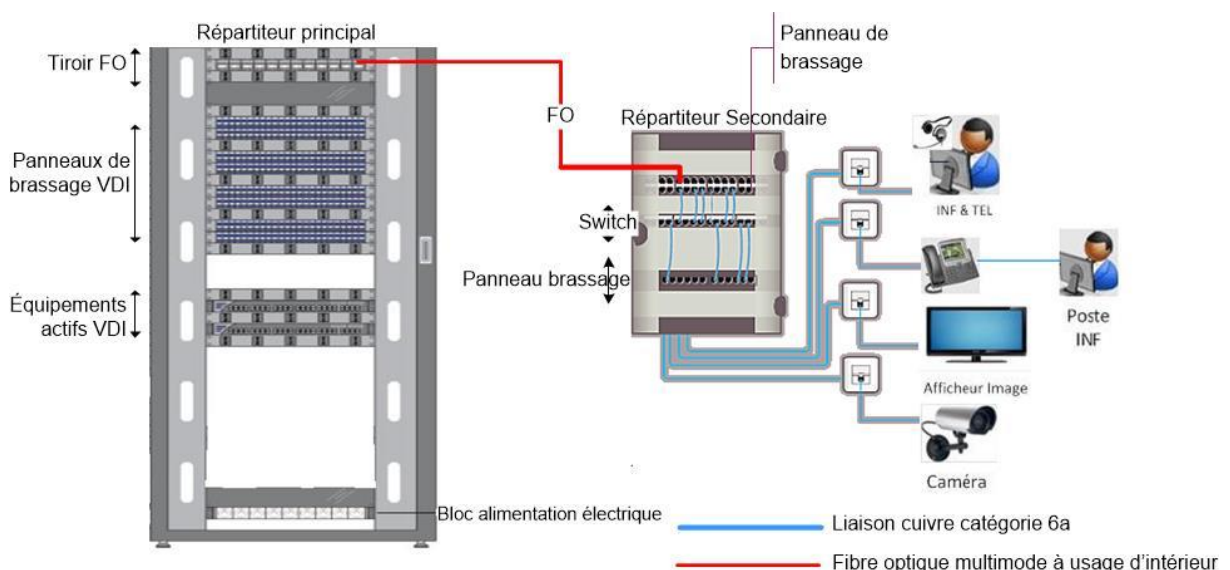 Répartiteur principal
Tiroir FO
Panneaux de
brassage VDI
Équipements
actifs VDI
Bloc alimentation électrique
FO
Panneau de
brassage
Répartiteur Secondaire
Switch
Panneau brassage
INF & TEL
Poste
INF
Afficheur Image
Caméra
Liaison cuivre catégorie 6a
Fibre optique multimode à usage d'intérieur